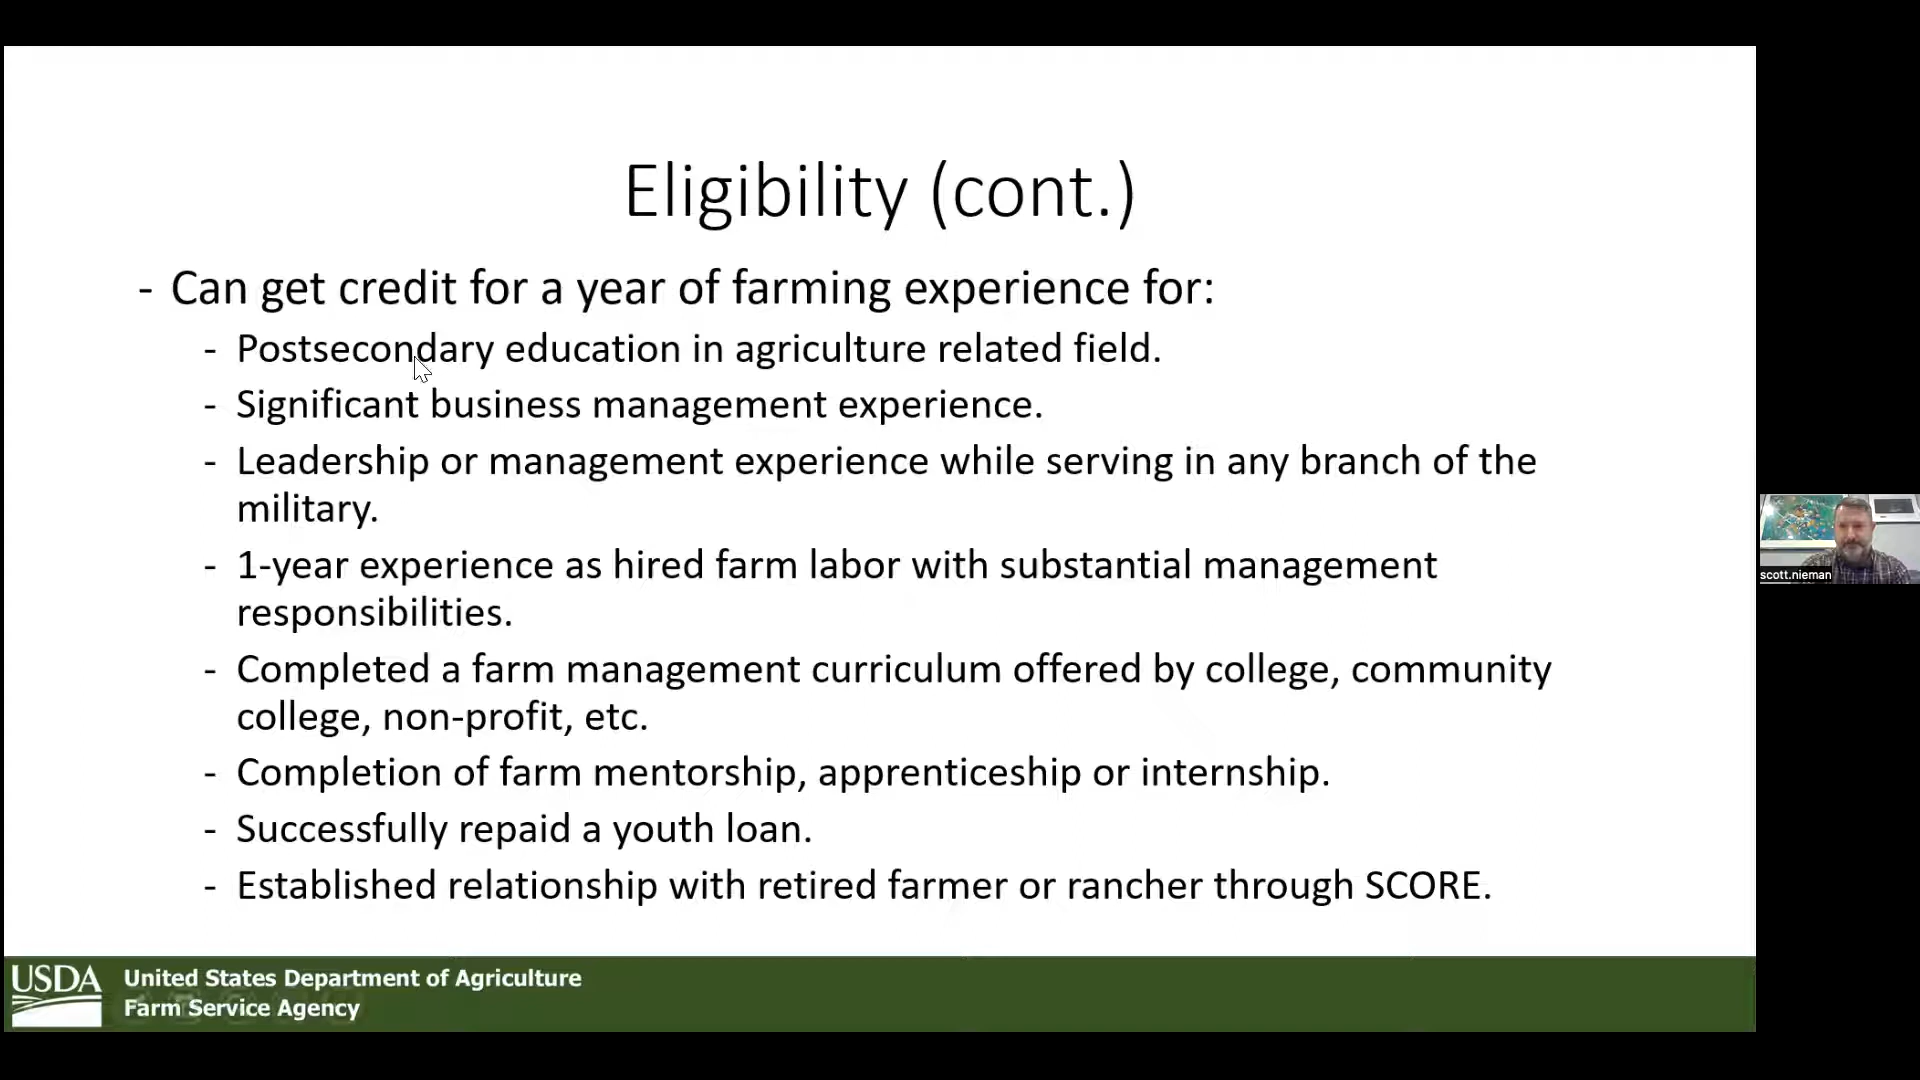 Eligibility (cont.)
- Can get credit for a year of farming experience for:
- Postsecondary education in agriculture related field.
- Significant business management experience.
- Leadership or management experience while serving in any branch of the
military.
- 1-year experience as hired farm labor with substantial management
responsibilities.
- Completed a farm management curriculum offered by college, community
college, non-profit, etc.
- Completion of farm mentorship, apprenticeship or internship.
- Successfully repaid a youth loan.
- Established relationship with retired farmer or rancher through SCORE.
scott.nieman
USDA
United States Department of Agriculture
Farm Service Agency